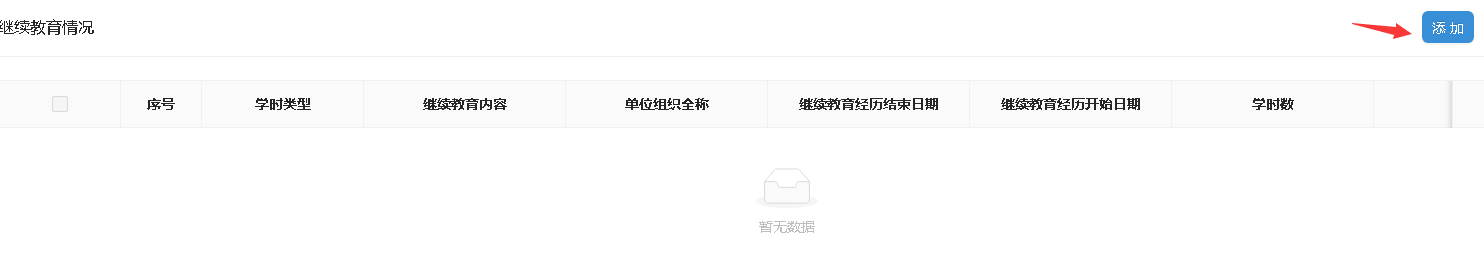 继续教育情况
添 加
序号 学时类型 继续教育内容 单位组织全称 继续教育经历结束日期 继续教育经历开始日期 学时数
暂无数据